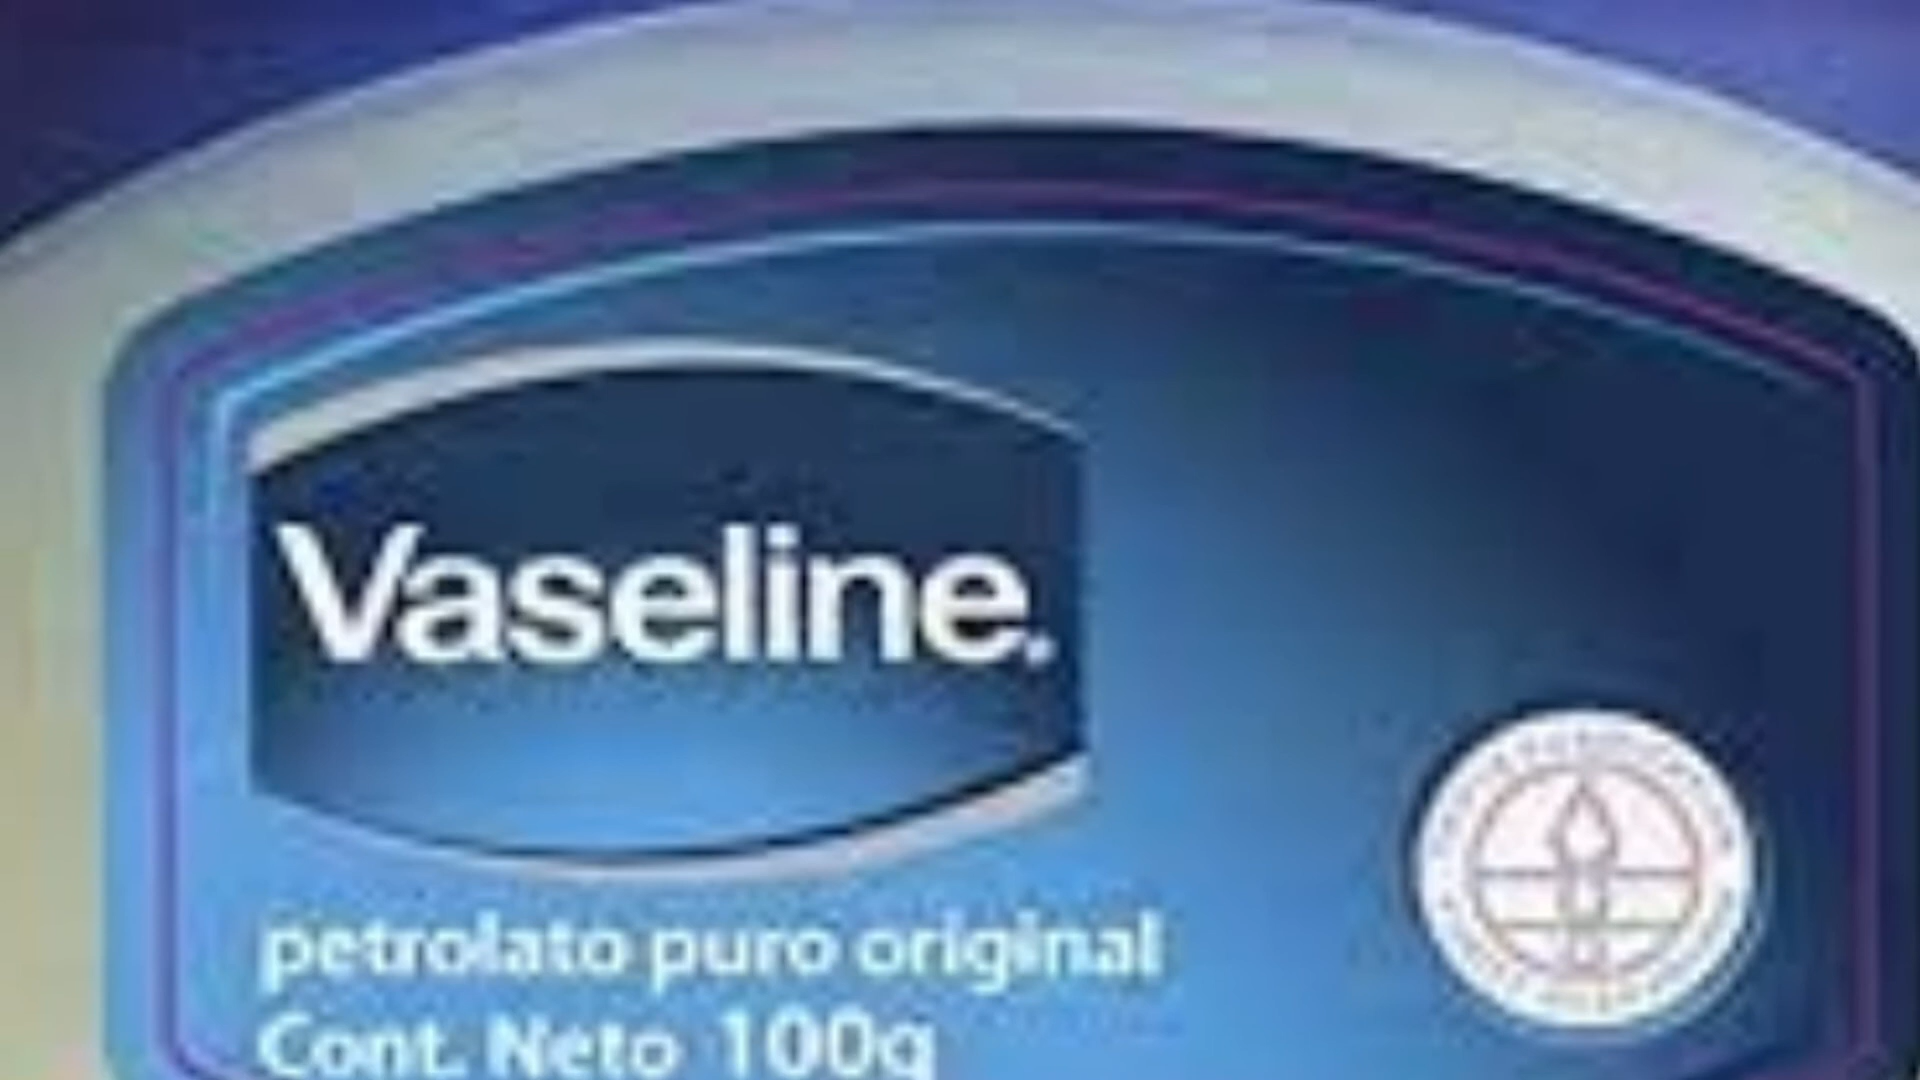 Vaseline.
petrolato puro original
Cont. Neto 100g